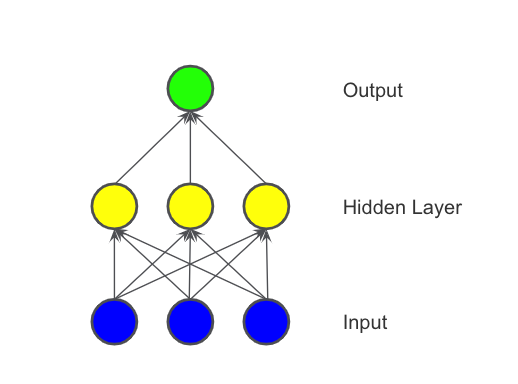 Output
Hidden Layer
Input